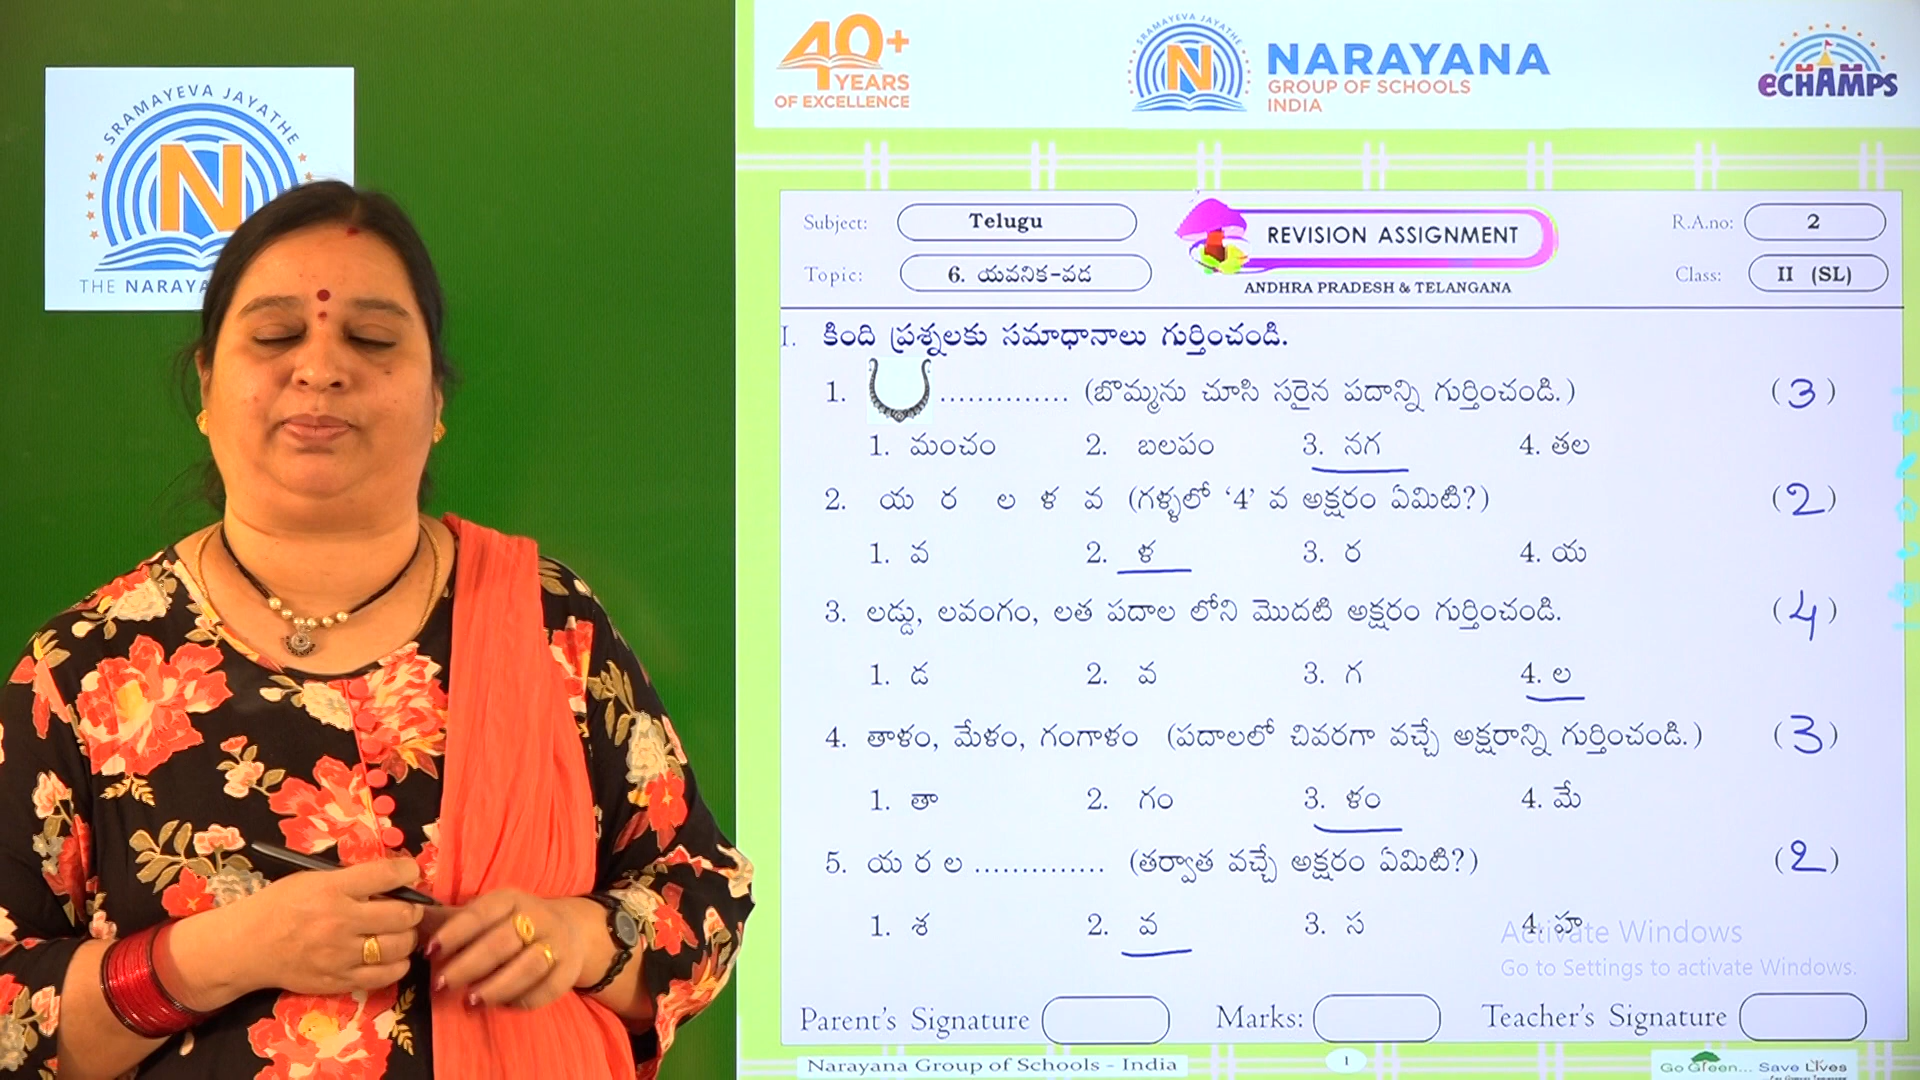 SRAMAYEVA JAYATHE
N
THE NARAYA
40+
YEARS
OF EXCELLENCE
SRAMAYEVA JAYATHE
N
NARAYANA
GROUP OF SCHOOLS
INDIA
eCHAMPS
Subject: Telugu
REVISION ASSIGNMENT
R.A.no: 2
Topic: 6. యవనిక-వడ
ANDHRA PRADESH & TELANGANA
Class: II (SL)
I. కింది ప్రశ్నలకు సమాధానాలు గుర్తించండి.
1. .............. (బొమ్మను చూసి సరైన పదాన్ని గుర్తించండి.) (3)
1. మంచం 2. బలపం 3. నగ 4. తల
2. య ర ల ళ వ (గళ్ళలో ‘4’ వ అక్షరం ఏమిటి?) (2)
1. వ 2. ళ 3. ర 4. య
3. లడ్డు, లవంగం, లత పదాల లోని మొదటి అక్షరం గుర్తించండి. (4)
1. డ 2. వ 3. గ 4. ల
4. తాళం, మేళం, గంగాళం (పదాలలో చివరగా వచ్చే అక్షరాన్ని గుర్తించండి.) (3)
1. తా 2. గం 3. ళం 4. మే
5. య ర ల .............. (తర్వాత వచ్చే అక్షరం ఏమిటి?) (2)
1. శ 2. వ 3. స 4. హ
Activate Windows
Go to Settings to activate Windows.
Parent's Signature Marks: Teacher's Signature
Narayana Group of Schools - India 1 Go Green... Save Lives